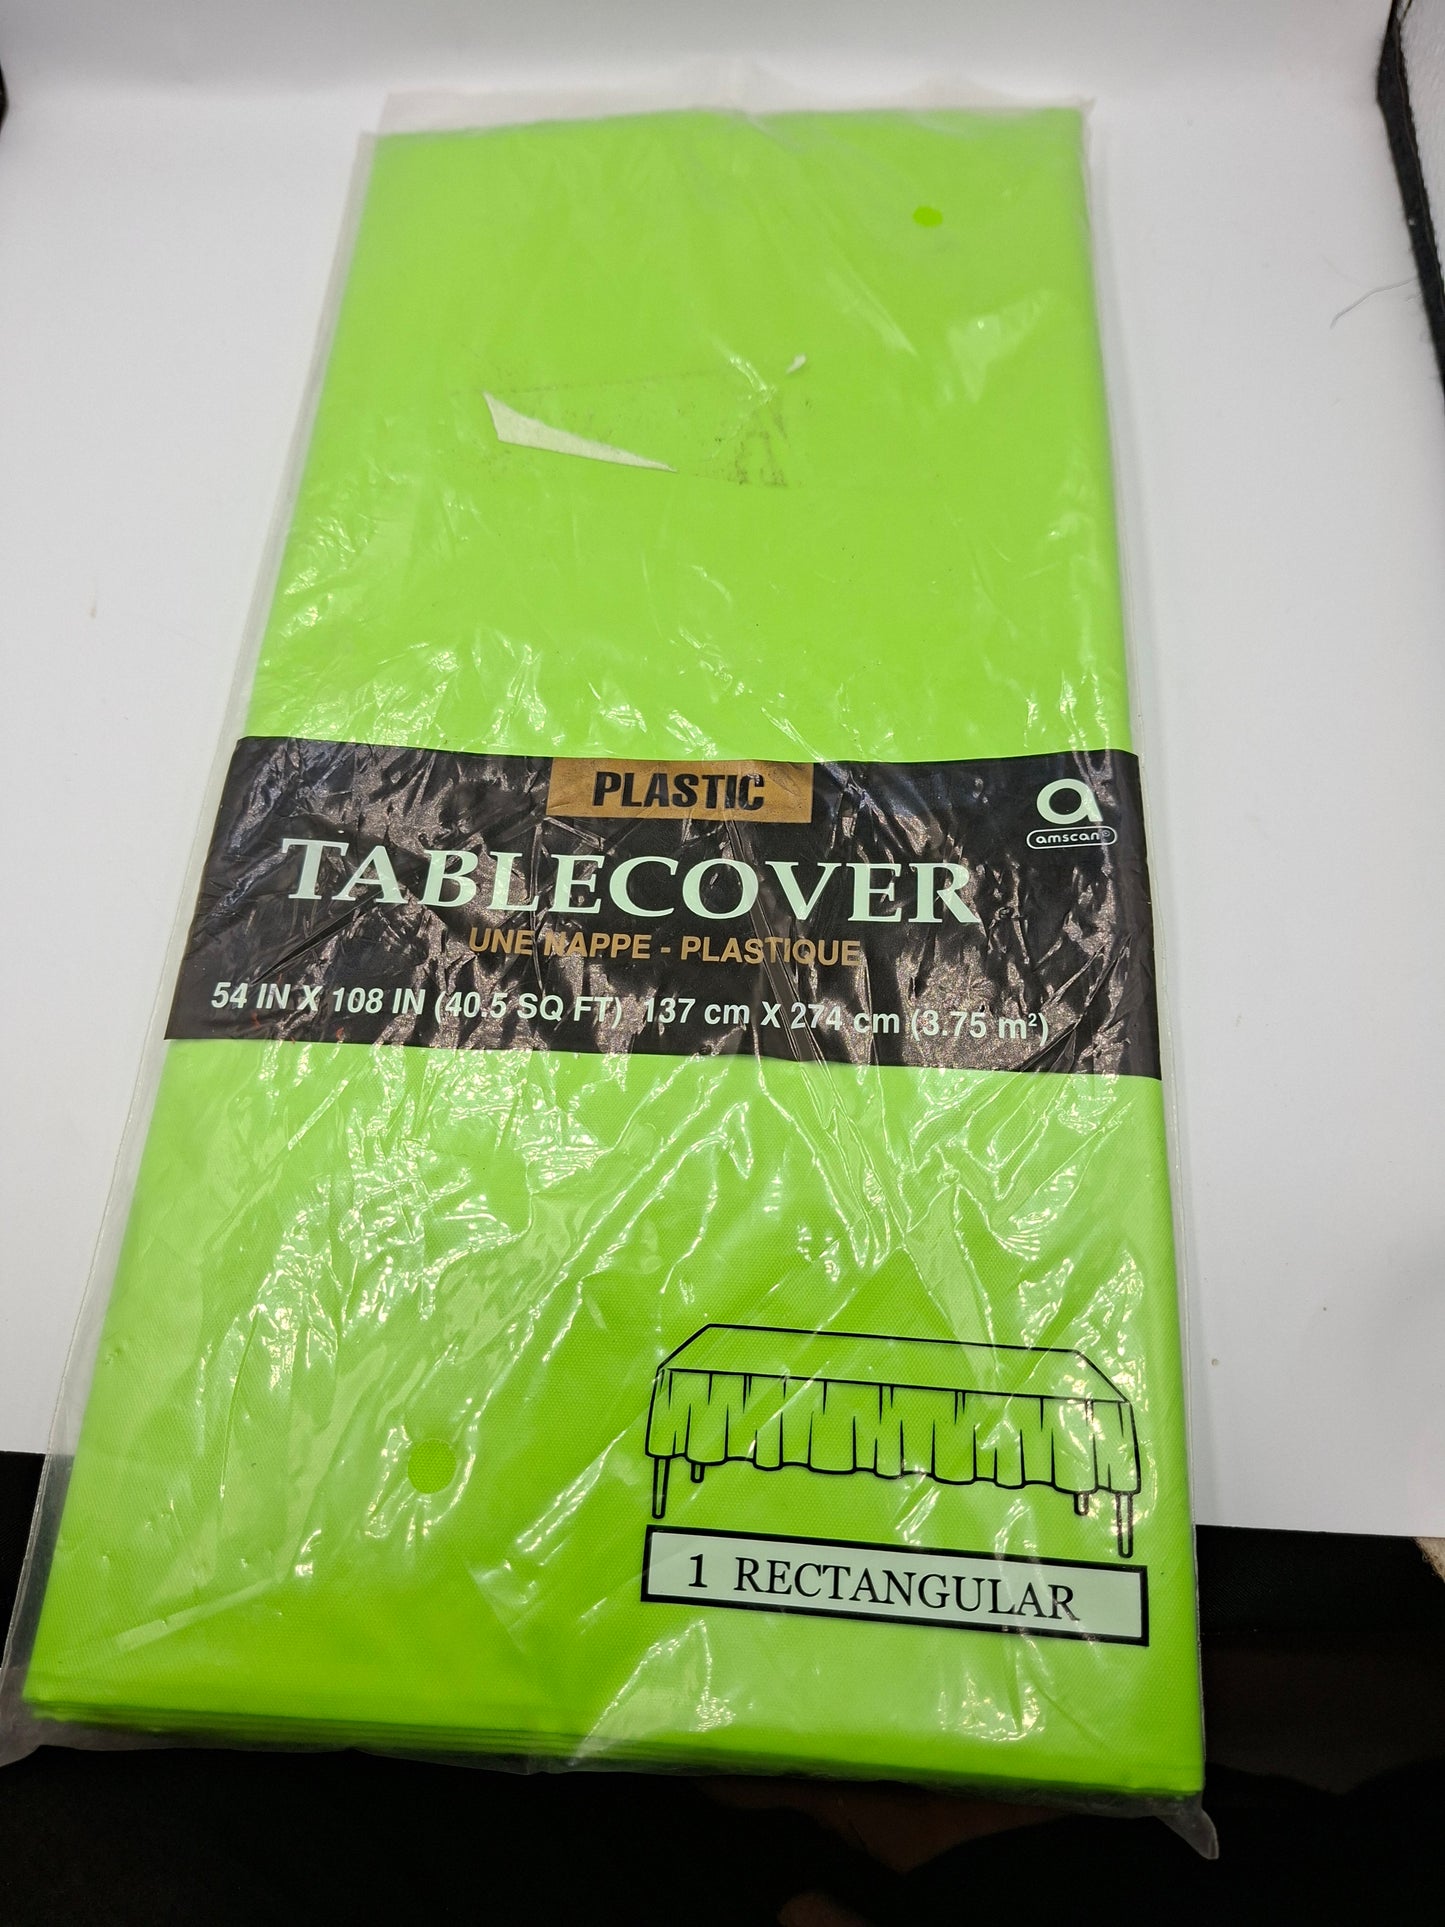 PLASTIC
a
amscan®
TABLECOVER
UNE NAPPE - PLASTIQUE
54 IN X 108 IN (40.5 SQ FT) 137 cm X 274 cm (3.75 m²)
1 RECTANGULAR